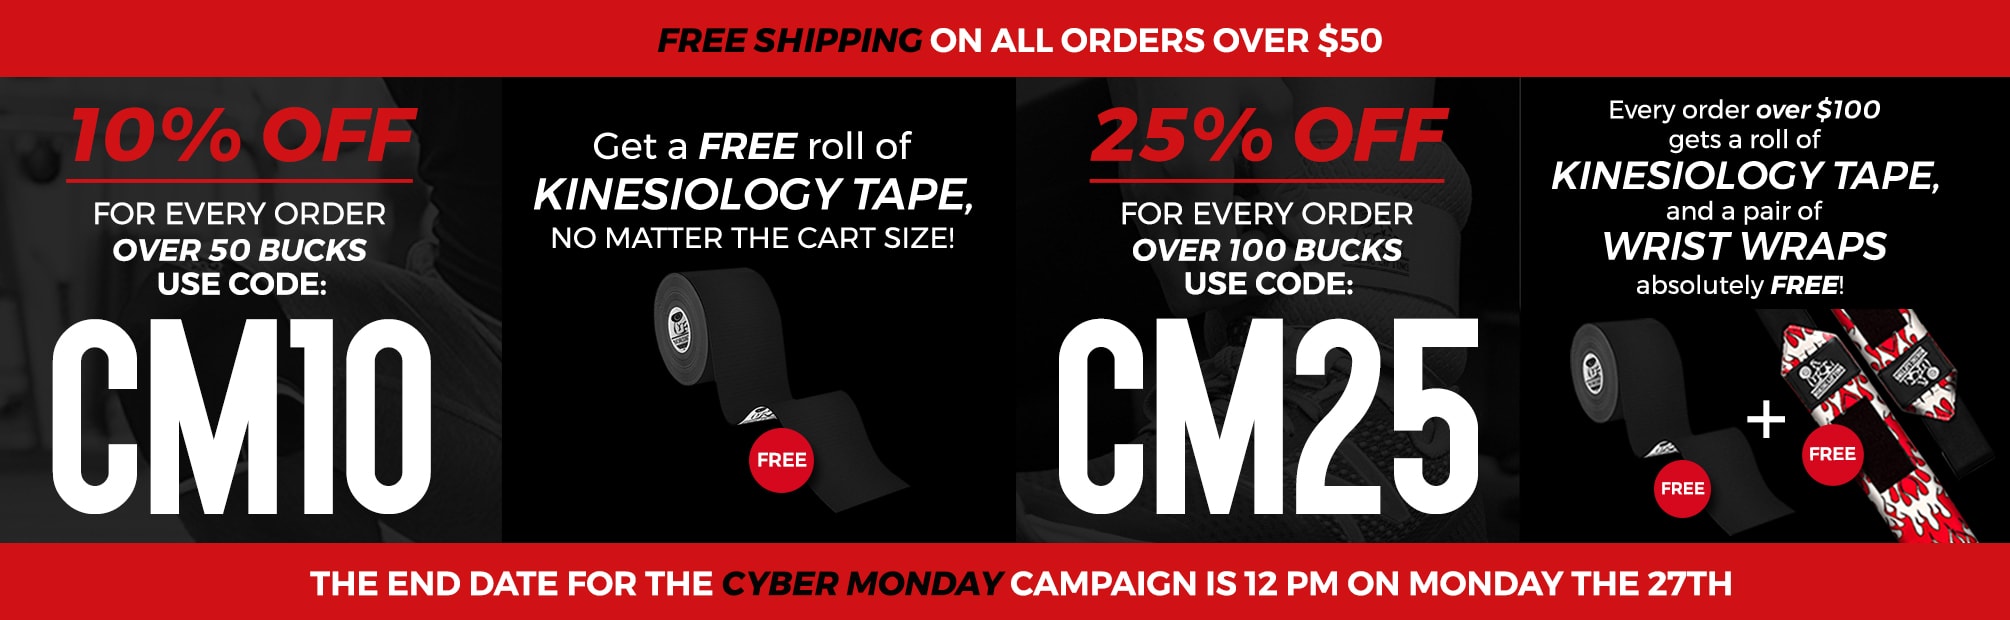 FREE SHIPPING ON ALL ORDERS OVER $50
10% OFF
FOR EVERY ORDER
OVER 50 BUCKS
USE CODE:
CM10
Get a FREE roll of
KINESIOLOGY TAPE,
NO MATTER THE CART SIZE!
FREE
25% OFF
FOR EVERY ORDER
OVER 100 BUCKS
USE CODE:
CM25
Every order over $100
gets a roll of
KINESIOLOGY TAPE,
and a pair of
WRIST WRAPS
absolutely FREE!
+
FREE
FREE
THE END DATE FOR THE CYBER MONDAY CAMPAIGN IS 12 PM ON MONDAY THE 27TH